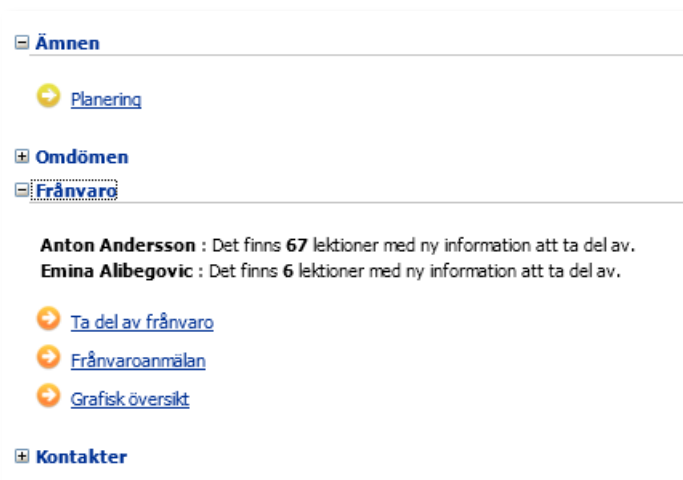 Ämnen
Planering
Omdömen
Frånvaro
Anton Andersson : Det finns 67 lektioner med ny information att ta del av.
Emina Alibegovic : Det finns 6 lektioner med ny information att ta del av.
Ta del av frånvaro
Frånvaroanmälan
Grafisk översikt
Kontakter